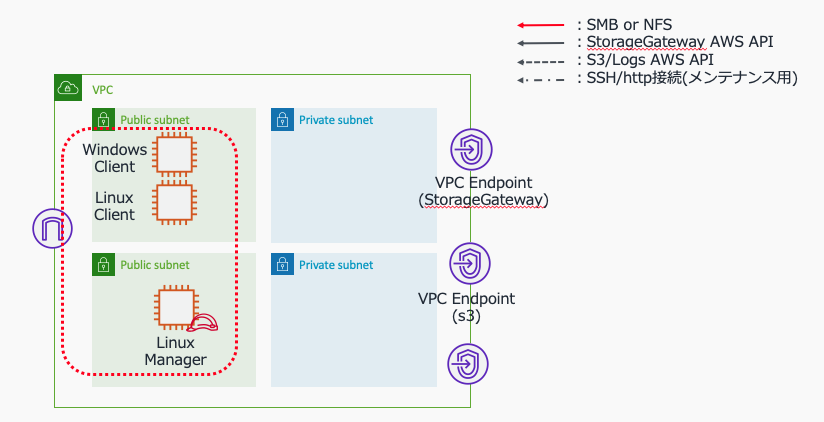 : SMB or NFS
: StorageGateway AWS API
: S3/Logs AWS API
: SSH/http接続(メンテナンス用)
VPC
Public subnet
Private subnet
Windows
Client
Linux
Client
VPC Endpoint
(StorageGateway)
Public subnet
Private subnet
VPC Endpoint
(s3)
Linux
Manager